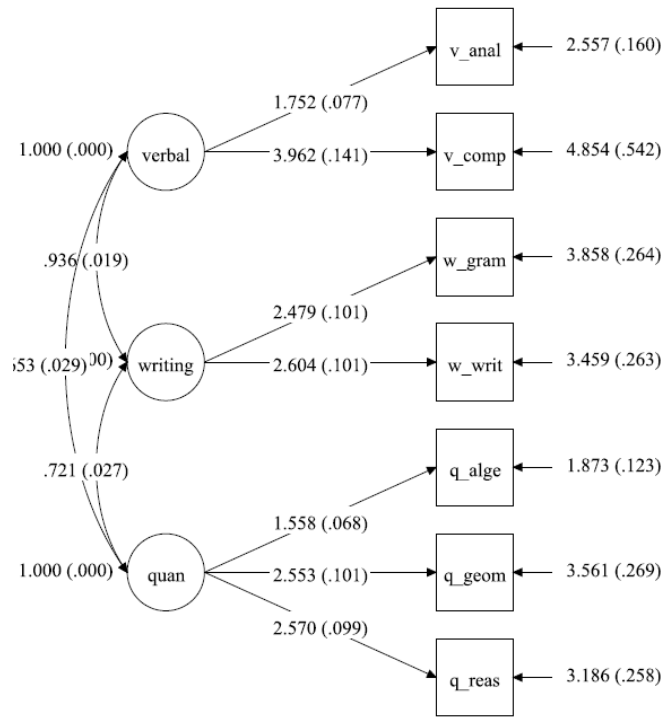 v_anal
2.557 (.160)
1.752 (.077)
1.000 (.000)
verbal
3.962 (.141)
v_comp
4.854 (.542)
.936 (.019)
w_gram
3.858 (.264)
2.479 (.101)
(.029)
writing
2.604 (.101)
w_writ
3.459 (.263)
.721 (.027)
q_alge
1.873 (.123)
1.558 (.068)
1.000 (.000)
quan
2.553 (.101)
q_geom
3.561 (.269)
2.570 (.099)
q_reas
3.186 (.258)